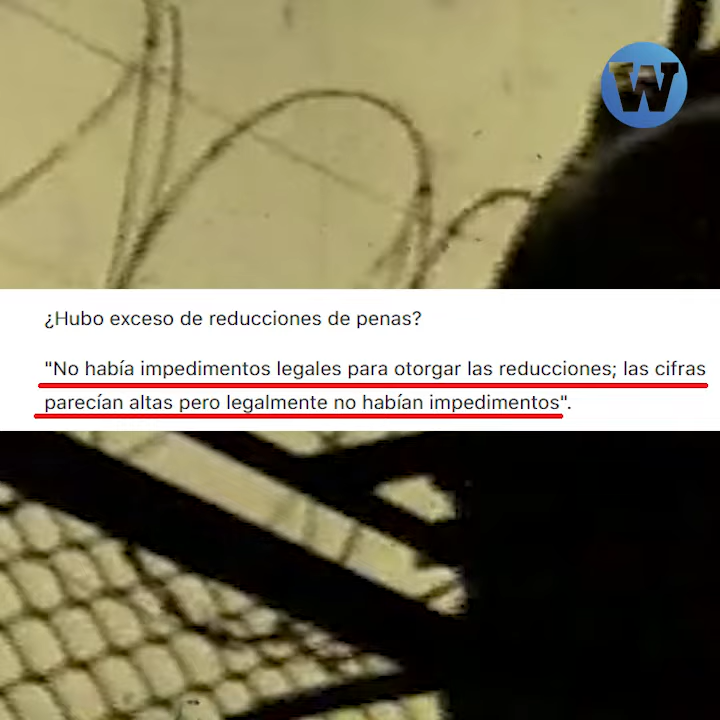 W
¿Hubo exceso de reducciones de penas?
"No había impedimentos legales para otorgar las reducciones; las cifras
parecían altas pero legalmente no habían impedimentos".